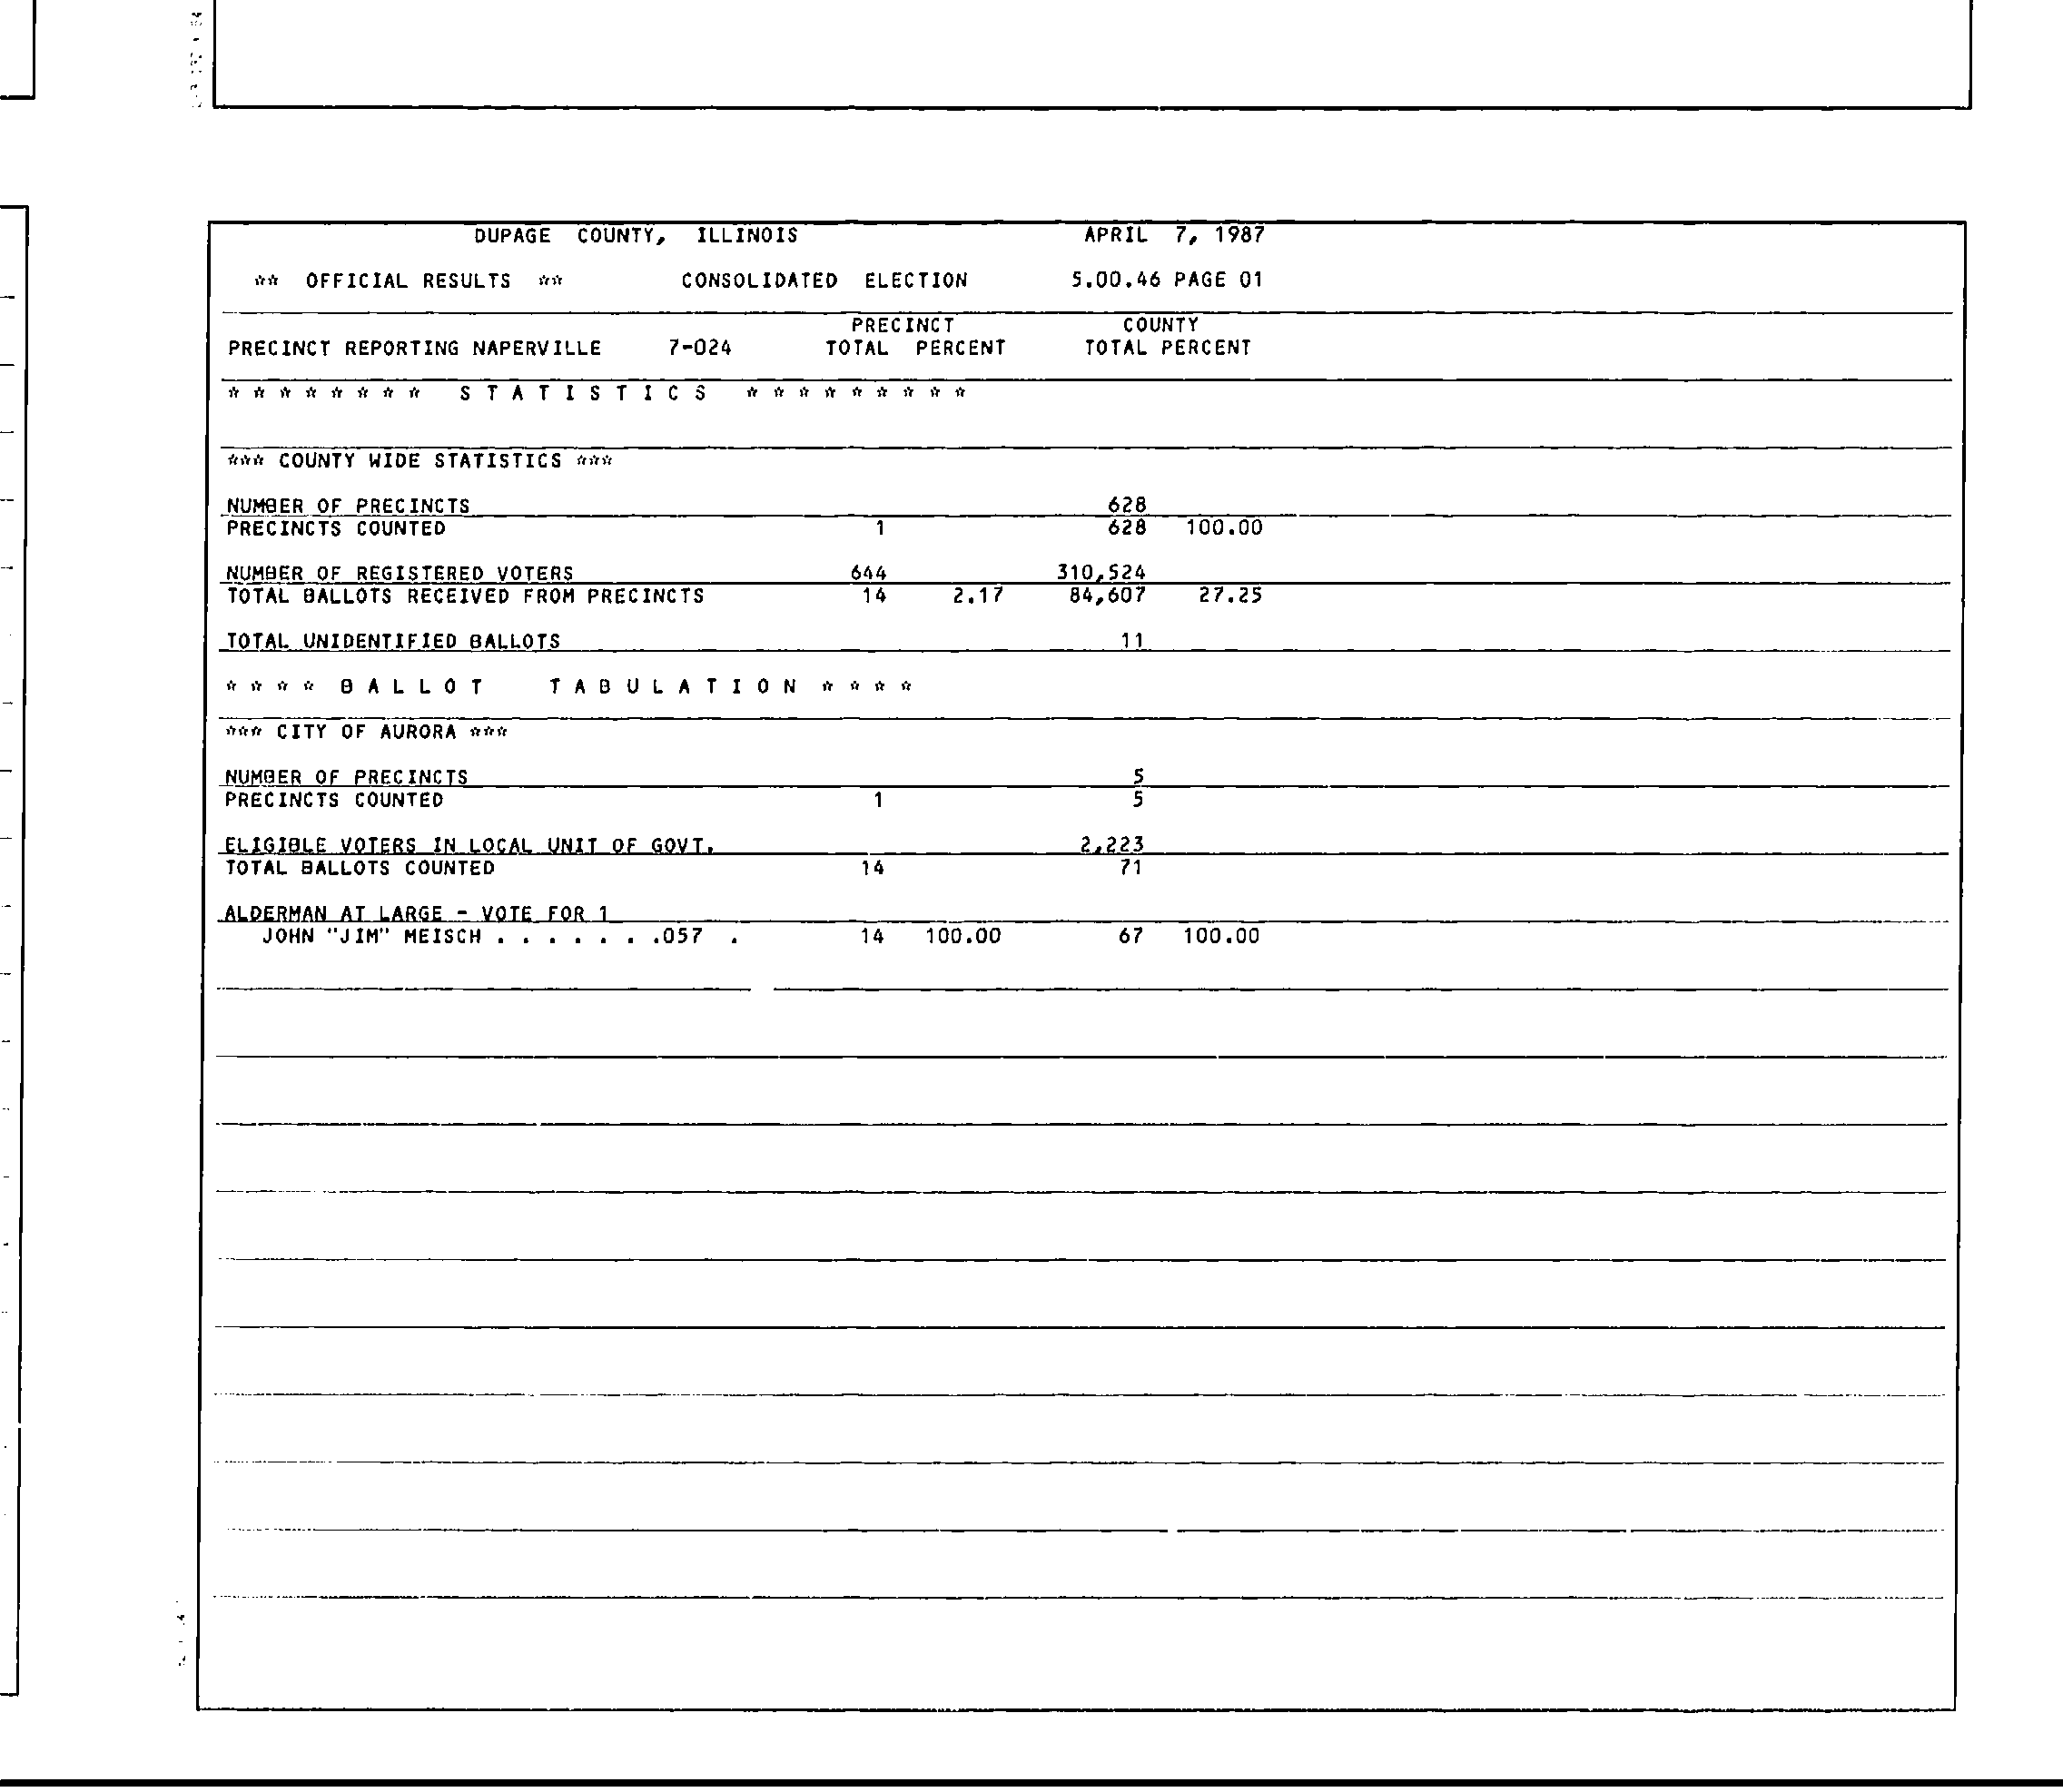 DUPAGE COUNTY, ILLINOIS APRIL 7, 1987
** OFFICIAL RESULTS ** CONSOLIDATED ELECTION 5.00.46 PAGE 01
PRECINCT COUNTY
PRECINCT REPORTING NAPERVILLE 7-024 TOTAL PERCENT TOTAL PERCENT
* * * * * * * * S T A T I S T I C S * * * * * * * * *
*** COUNTY WIDE STATISTICS ***
NUMBER OF PRECINCTS 628
PRECINCTS COUNTED 1 628 100.00
NUMBER OF REGISTERED VOTERS 644 310,524
TOTAL BALLOTS RECEIVED FROM PRECINCTS 14 2.17 84,607 27.25
TOTAL UNIDENTIFIED BALLOTS 11
* * * * B A L L O T T A B U L A T I O N * * * *
*** CITY OF AURORA ***
NUMBER OF PRECINCTS 5
PRECINCTS COUNTED 1 5
ELIGIBLE VOTERS IN LOCAL UNIT OF GOVT. 2,223
TOTAL BALLOTS COUNTED 14 71
ALDERMAN AT LARGE - VOTE FOR 1
JOHN "JIM" MEISCH . . . . . . .057 . 14 100.00 67 100.00